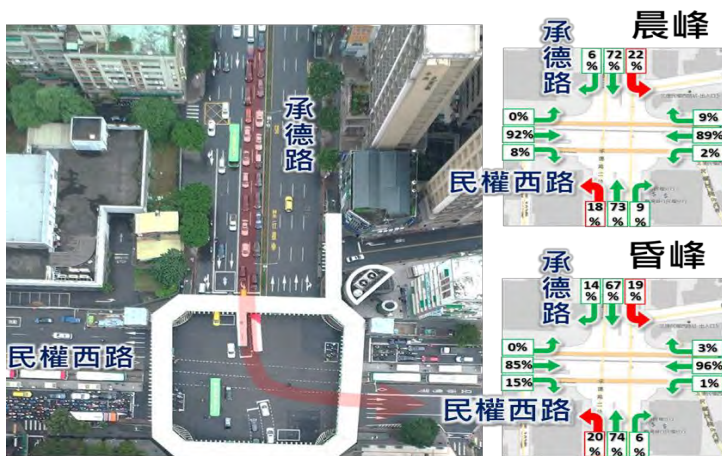 承德路
民權西路
民權西路
晨峰
承德路
6% 72% 22%
0% 9%
92% 89%
8% 2%
民權西路
18% 73% 9%
昏峰
承德路
14% 67% 19%
0% 3%
85% 96%
15% 1%
20% 74% 6%